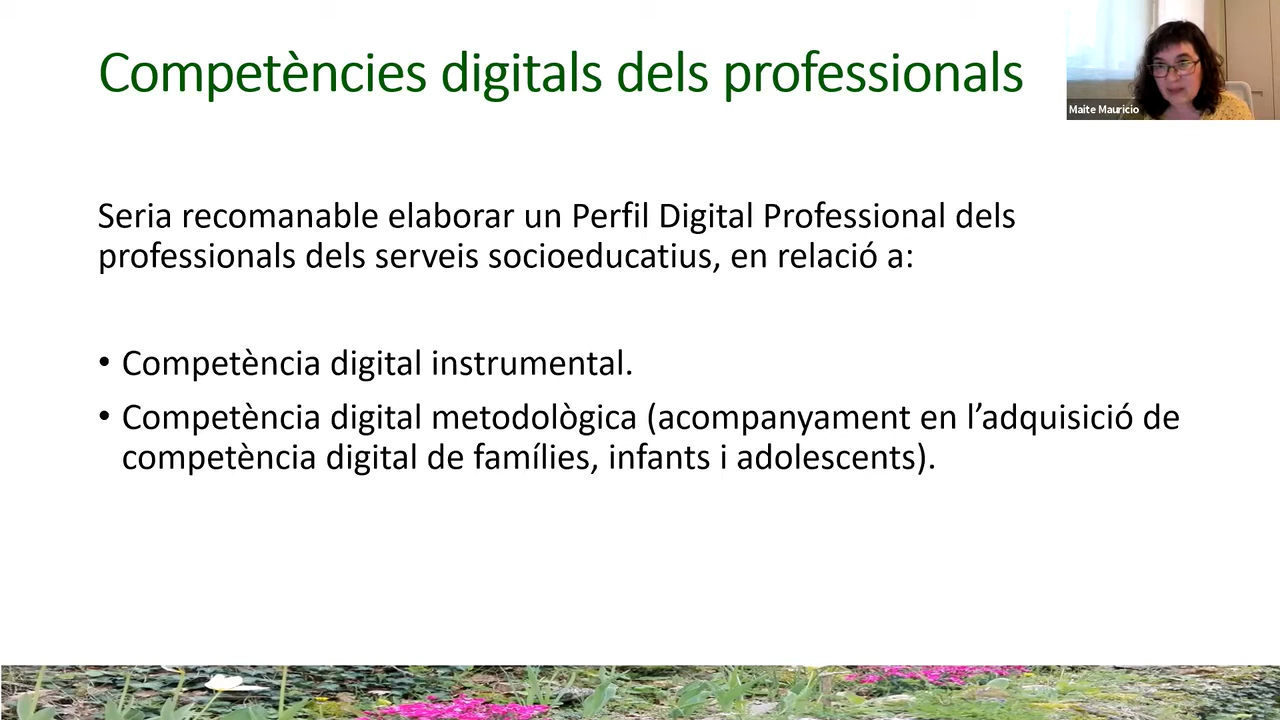 Competències digitals dels professionals
Maite Mauricio
Seria recomanable elaborar un Perfil Digital Professional dels
professionals dels serveis socioeducatius, en relació a:
• Competència digital instrumental.
• Competència digital metodològica (acompanyament en l’adquisició de
competència digital de famílies, infants i adolescents).